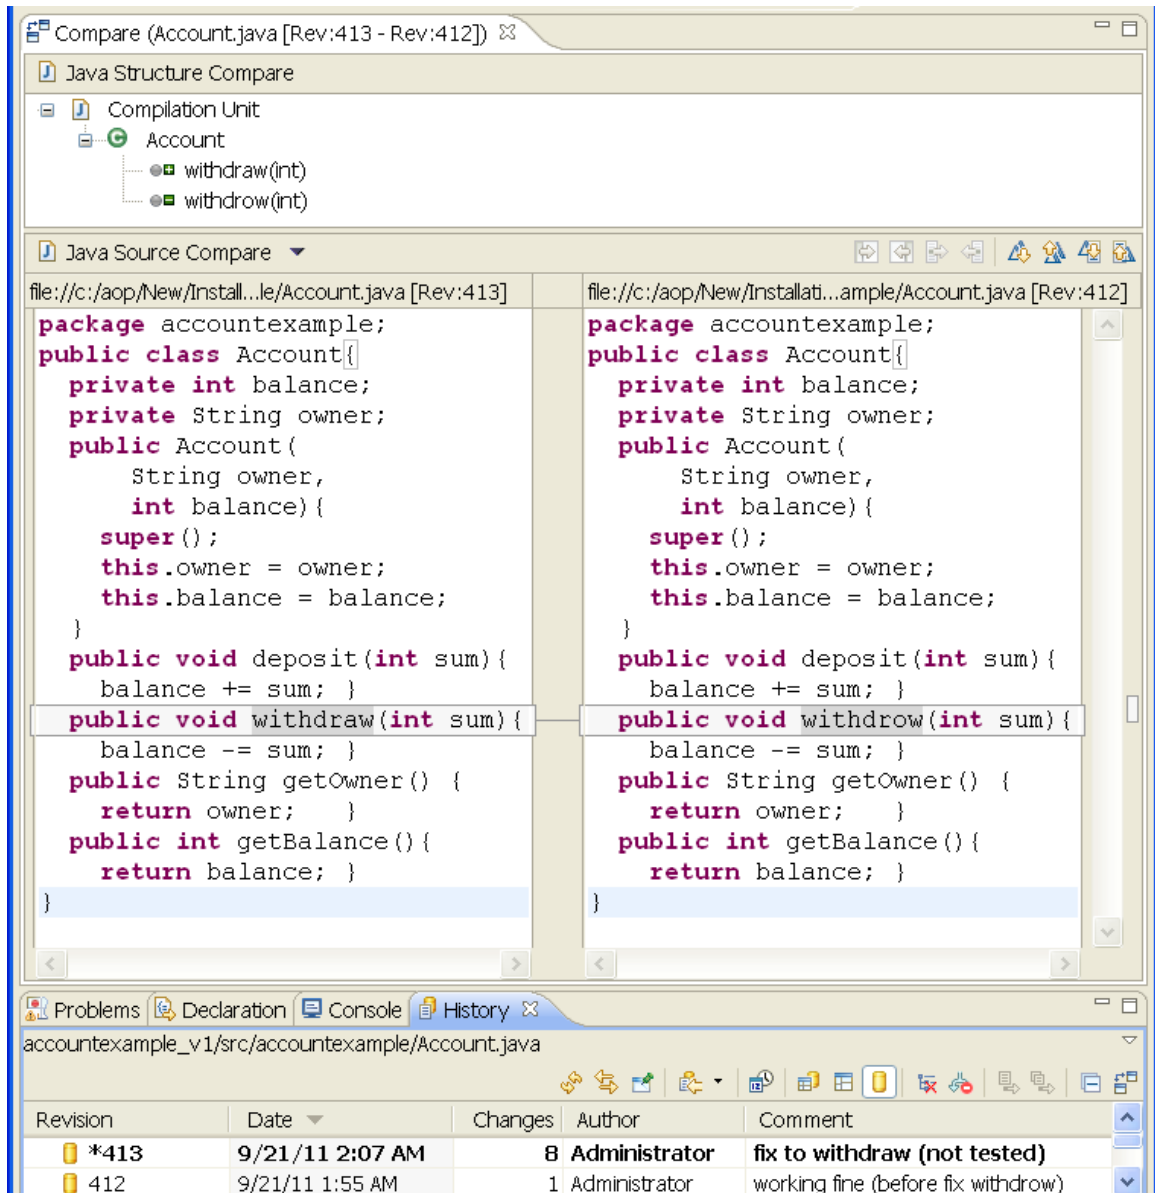 Compare (Account.java [Rev:413 - Rev:412])
Java Structure Compare
Compilation Unit
Account
withdraw(int)
withdrow(int)
Java Source Compare
file://c:/aop/New/Install...le/Account.java [Rev:413]
package accountexample;
public class Account{
private int balance;
private String owner;
public Account(
String owner,
int balance){
super();
this.owner = owner;
this.balance = balance;
}
public void deposit(int sum){
balance += sum; }
public void withdraw(int sum){
balance -= sum; }
public String getOwner() {
return owner; }
public int getBalance(){
return balance; }
}
file://c:/aop/New/Installati...ample/Account.java [Rev:412]
package accountexample;
public class Account{
private int balance;
private String owner;
public Account(
String owner,
int balance){
super();
this.owner = owner;
this.balance = balance;
}
public void deposit(int sum){
balance += sum; }
public void withdrow(int sum){
balance -= sum; }
public String getOwner() {
return owner; }
public int getBalance(){
return balance; }
}
Problems Declaration Console History
accountexample_v1/src/accountexample/Account.java
Revision Date Changes Author Comment
*413 9/21/11 2:07 AM 8 Administrator fix to withdraw (not tested)
412 9/21/11 1:55 AM 1 Administrator working fine (before fix withdrow)